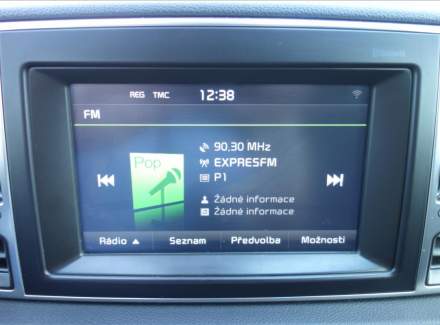 REG TMC 12:38
FM
90,30 MHz
EXPRESFM
P1
Pop
Žádné informace
Žádné informace
Rádio ▲ Seznam Předvolba Možnosti